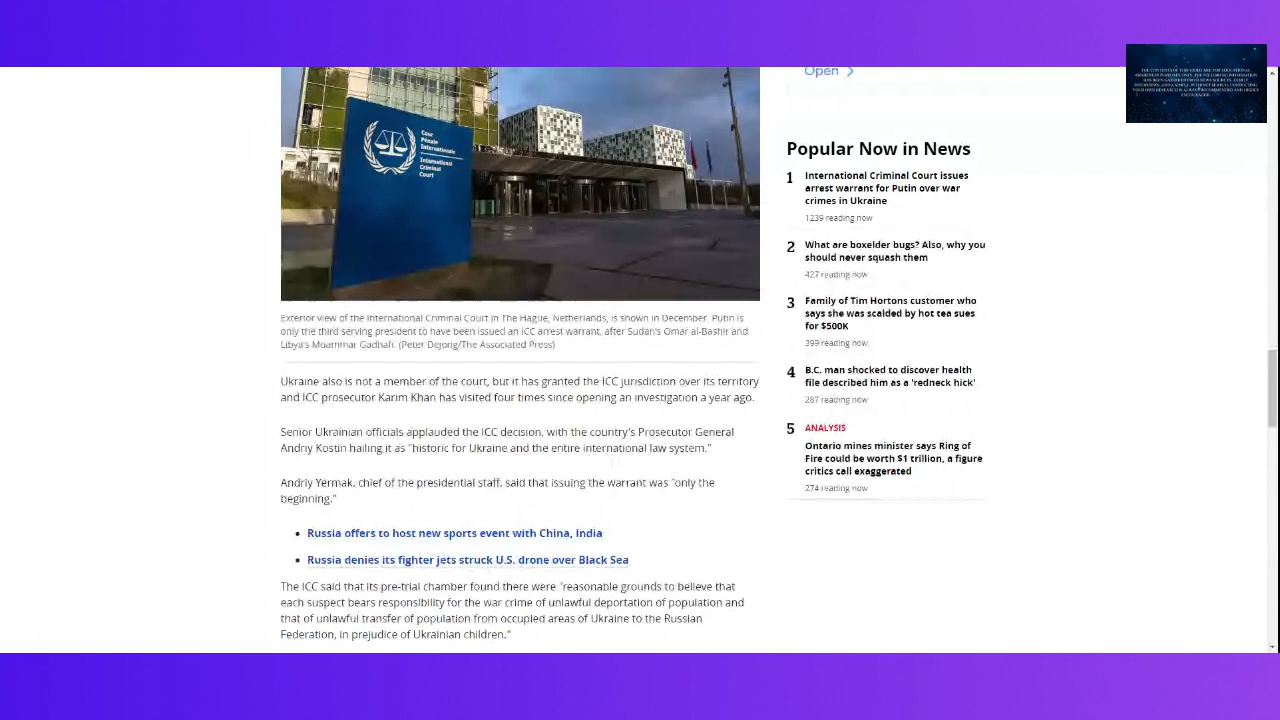 Open
THE CONTENTS OF THIS VIDEO ARE FOR EDUCATIONAL
Cour
Pénale
Internationale
International
Criminal
Court
Popular Now in News
1 International Criminal Court issues
arrest warrant for Putin over war
crimes in Ukraine
1239 reading now
2 What are boxelder bugs? Also, why you
should never squash them
427 reading now
3 Family of Tim Hortons customer who
says she was scalded by hot tea sues
for $500K
399 reading now
4 B.C. man shocked to discover health
file described him as a 'redneck hick'
287 reading now
5 ANALYSIS
Ontario mines minister says Ring of
Fire could be worth $1 trillion, a figure
critics call exaggerated
274 reading now
Exterior view of the International Criminal Court in The Hague, Netherlands, is shown in December. Putin is
only the third serving president to have been issued an ICC arrest warrant, after Sudan's Omar al-Bashir and
Libya's Moammar Gadhafi. (Peter Dejong/The Associated Press)
Ukraine also is not a member of the court, but it has granted the ICC jurisdiction over its territory
and ICC prosecutor Karim Khan has visited four times since opening an investigation a year ago.
Senior Ukrainian officials applauded the ICC decision, with the country's Prosecutor General
Andriy Kostin hailing it as "historic for Ukraine and the entire international law system."
Andriy Yermak, chief of the presidential staff, said that issuing the warrant was "only the
beginning."
• Russia offers to host new sports event with China, India
• Russia denies its fighter jets struck U.S. drone over Black Sea
The ICC said that its pre-trial chamber found there were "reasonable grounds to believe that
each suspect bears responsibility for the war crime of unlawful deportation of population and
that of unlawful transfer of population from occupied areas of Ukraine to the Russian
Federation, in prejudice of Ukrainian children."